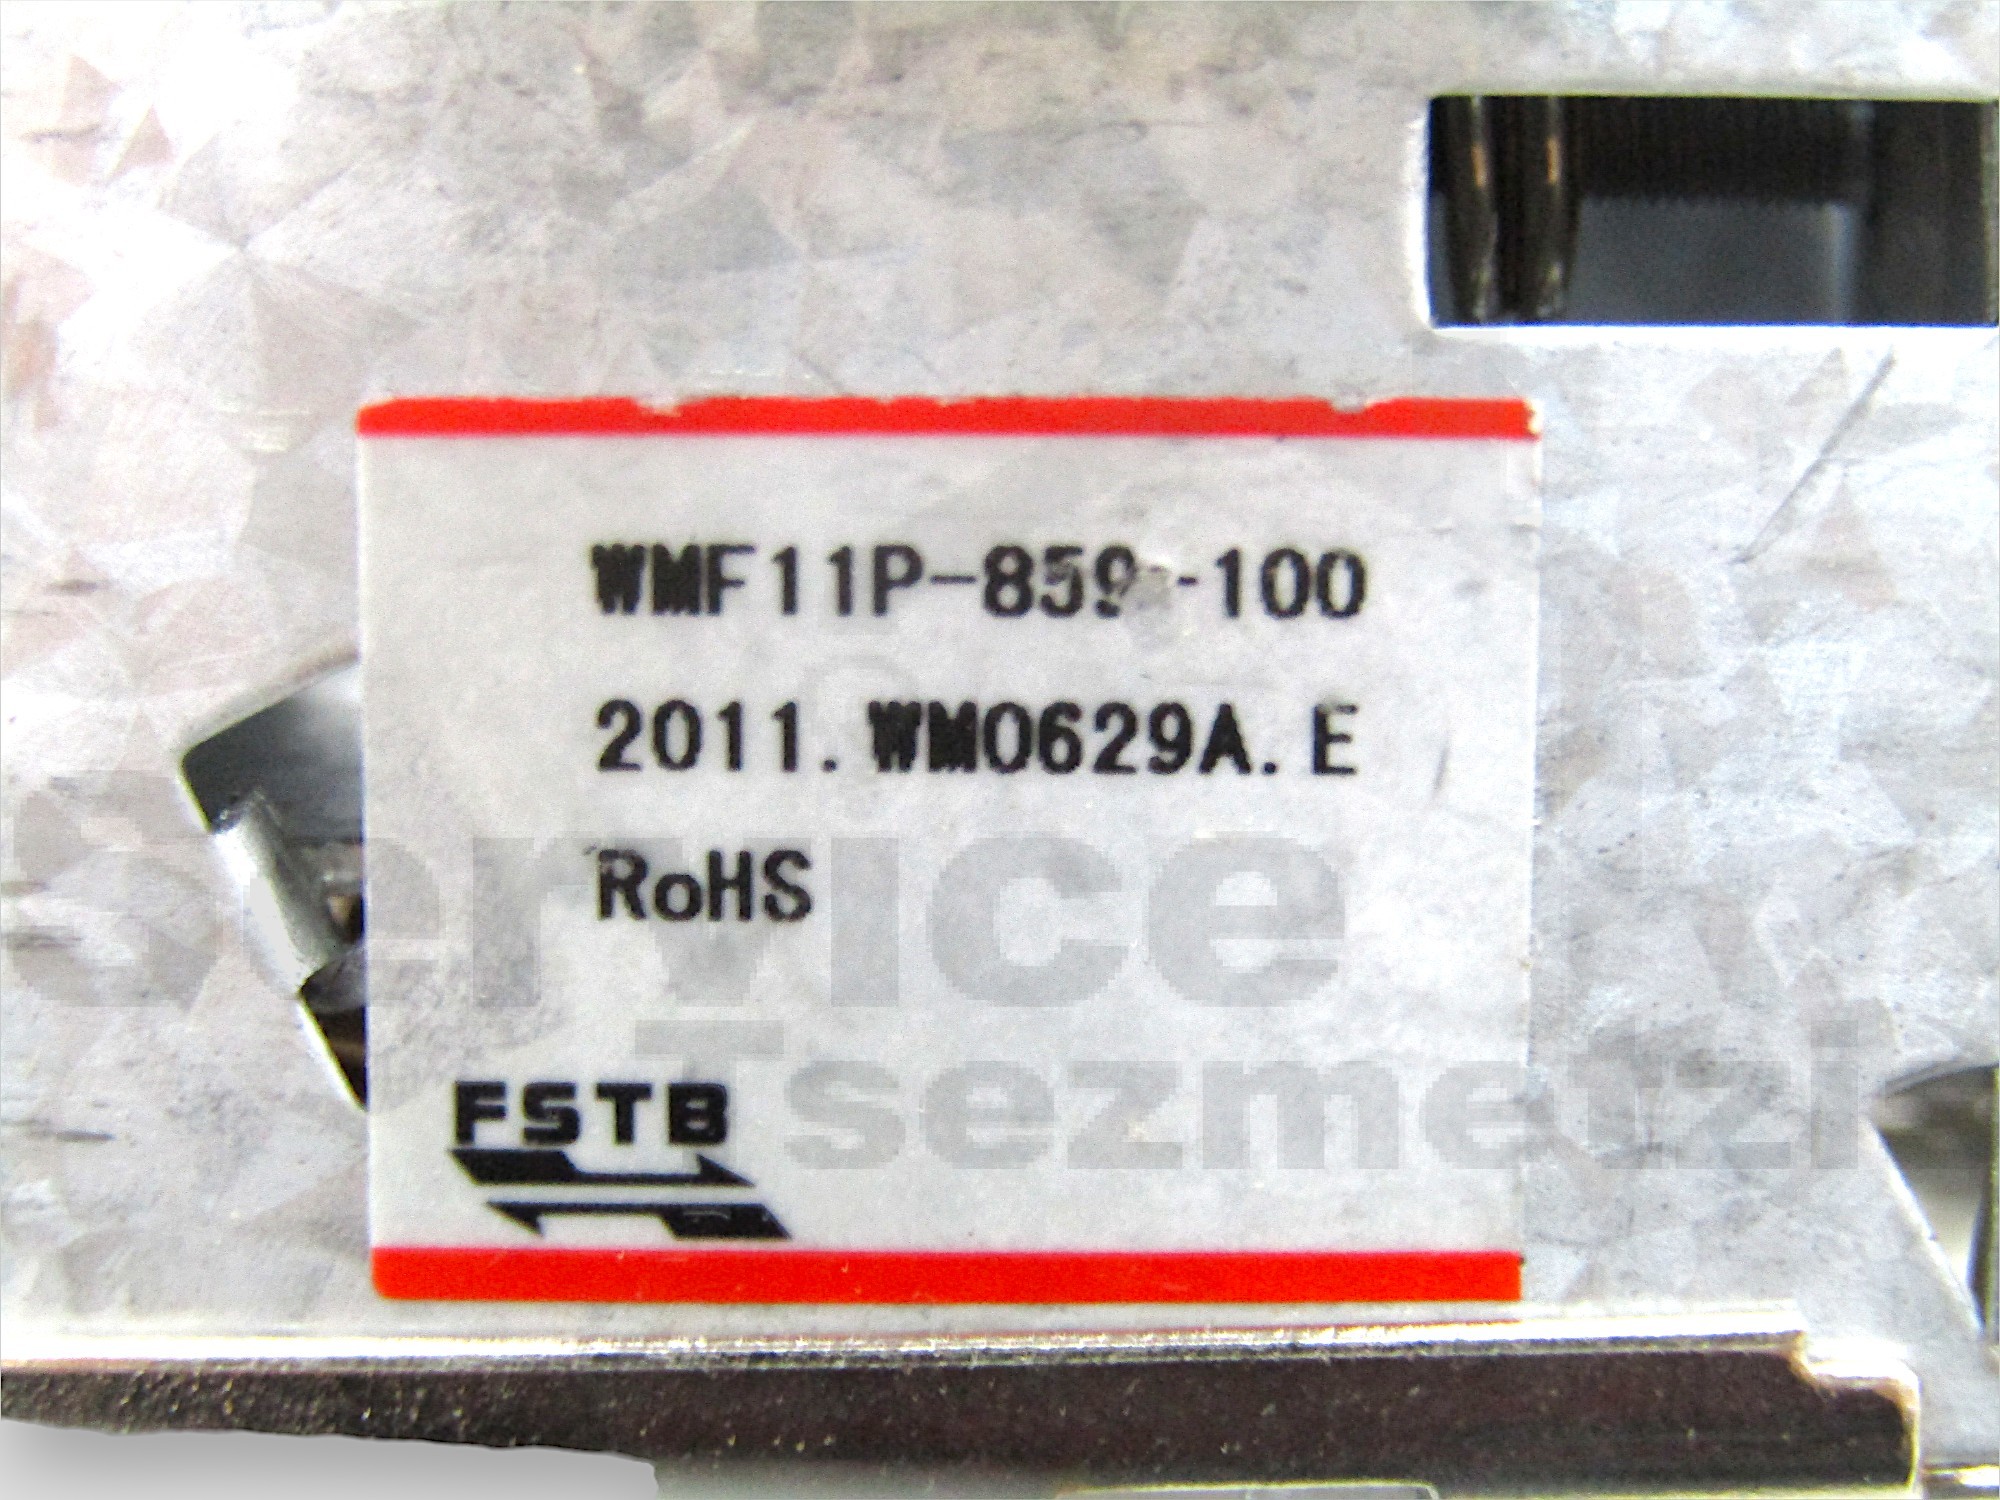 2011.WM0629A.E
RoHS
FSTB
Service
Tsezmetzi